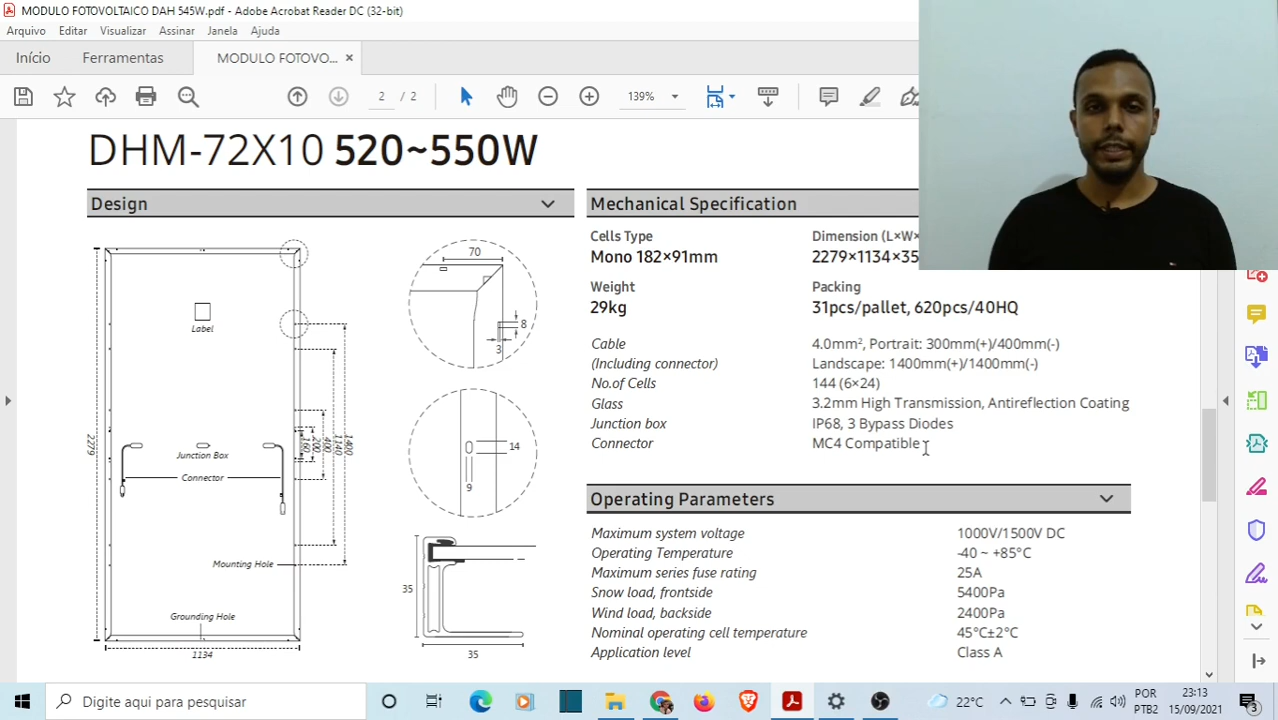 MODULO FOTOVOLTAICO DAH 545W.pdf - Adobe Acrobat Reader DC (32-bit)
Arquivo Editar Visualizar Assinar Janela Ajuda
Início Ferramentas MODULO FOTOVO... ×
2 / 2 139%
DHM-72X10 520~550W
Design
Label
Junction Box
Connector
Mounting Hole
Grounding Hole
2279
1134
160
200
400
1140
1400
70
8
3
14
9
35
35
Mechanical Specification
Cells Type Dimension (L×W×
Mono 182×91mm 2279×1134×35
Weight Packing
29kg 31pcs/pallet, 620pcs/40HQ
Cable 4.0mm², Portrait: 300mm(+)/400mm(-)
(Including connector) Landscape: 1400mm(+)/1400mm(-)
No.of Cells 144 (6×24)
Glass 3.2mm High Transmission, Antireflection Coating
Junction box IP68, 3 Bypass Diodes
Connector MC4 Compatible
Operating Parameters
Maximum system voltage 1000V/1500V DC
Operating Temperature -40 ~ +85°C
Maximum series fuse rating 25A
Snow load, frontside 5400Pa
Wind load, backside 2400Pa
Nominal operating cell temperature 45°C±2°C
Application level Class A
Digite aqui para pesquisar
22°C
POR
PTB2
23:13
15/09/2021
3